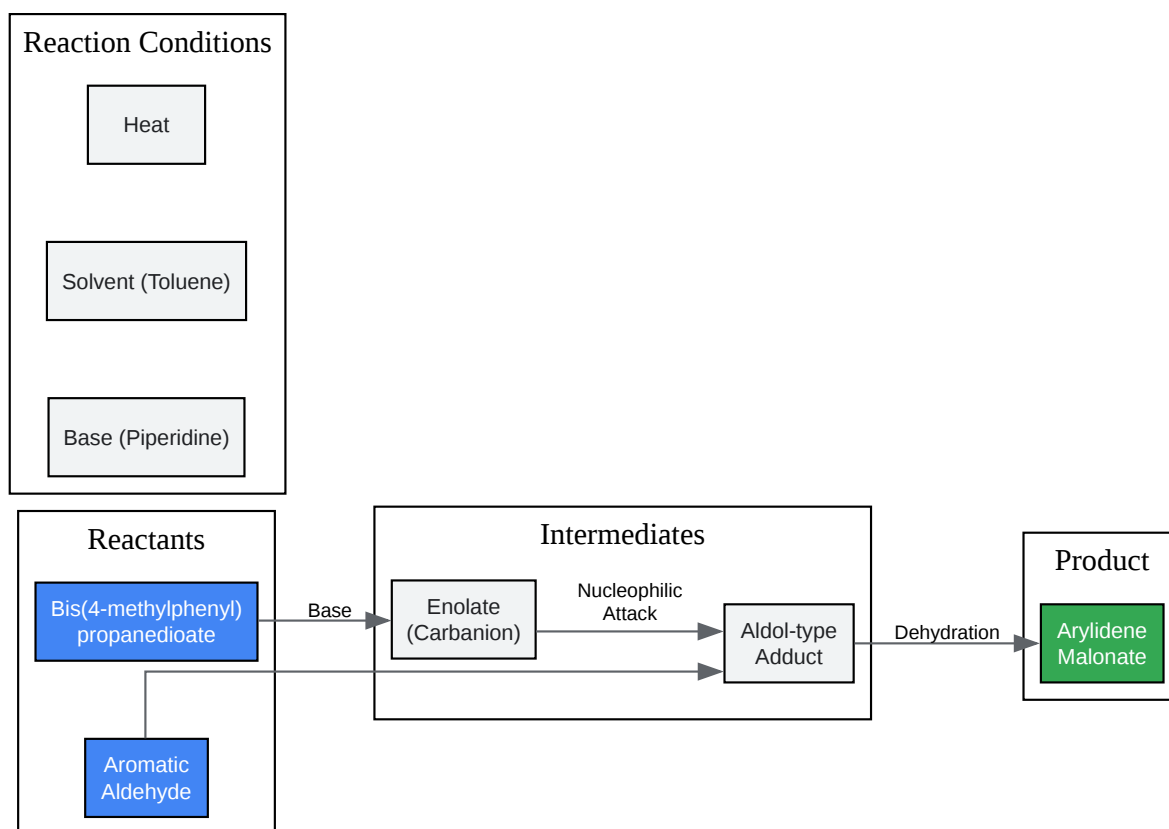 Reaction Conditions
Heat
Solvent (Toluene)
Base (Piperidine)
Reactants
Bis(4-methylphenyl)
propanedioate
Aromatic
Aldehyde
Base
Intermediates
Enolate
(Carbanion)
Nucleophilic
Attack
Aldol-type
Adduct
Dehydration
Product
Arylidene
Malonate